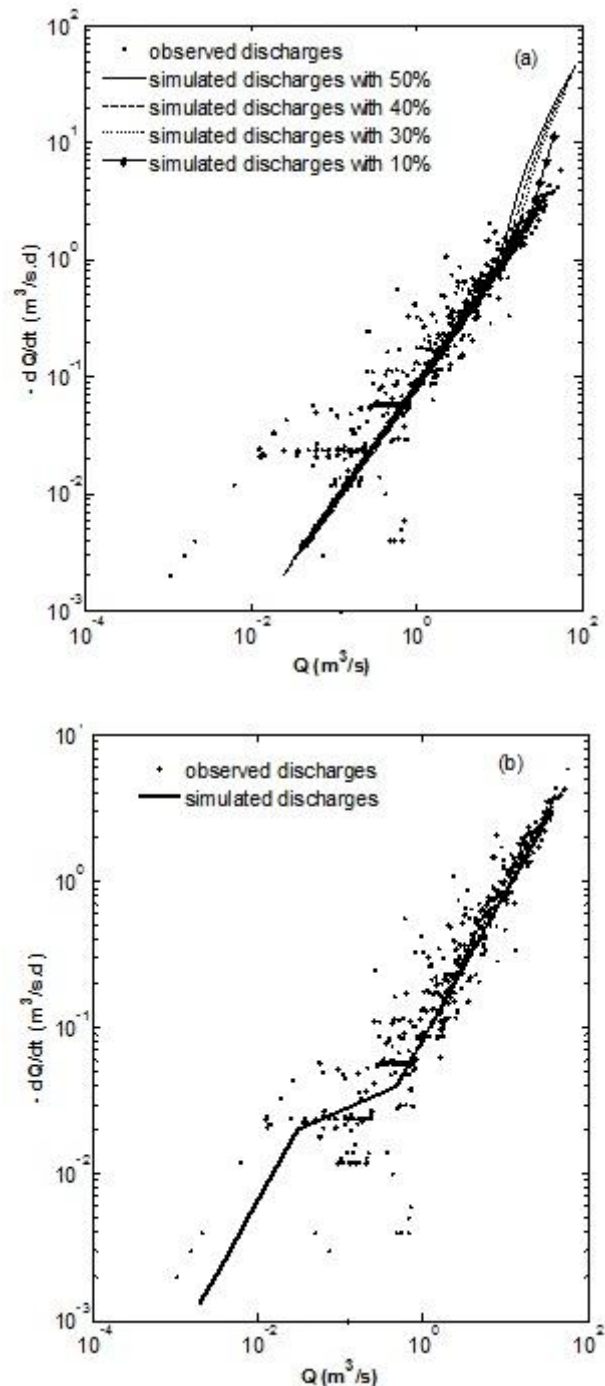 10^2
10^1
10^0
10^-1
10^-2
10^-3
(a)
observed discharges
simulated discharges with 50%
simulated discharges with 40%
simulated discharges with 30%
simulated discharges with 10%
- dQ/dt (m^3/s.d)
10^-4
10^-2
10^0
10^2
Q (m^3/s)
10^1
10^0
10^-1
10^-2
10^-3
(b)
observed discharges
simulated discharges
- dQ/dt (m^3/s.d)
10^-4
10^-2
10^0
10^2
Q (m^3/s)